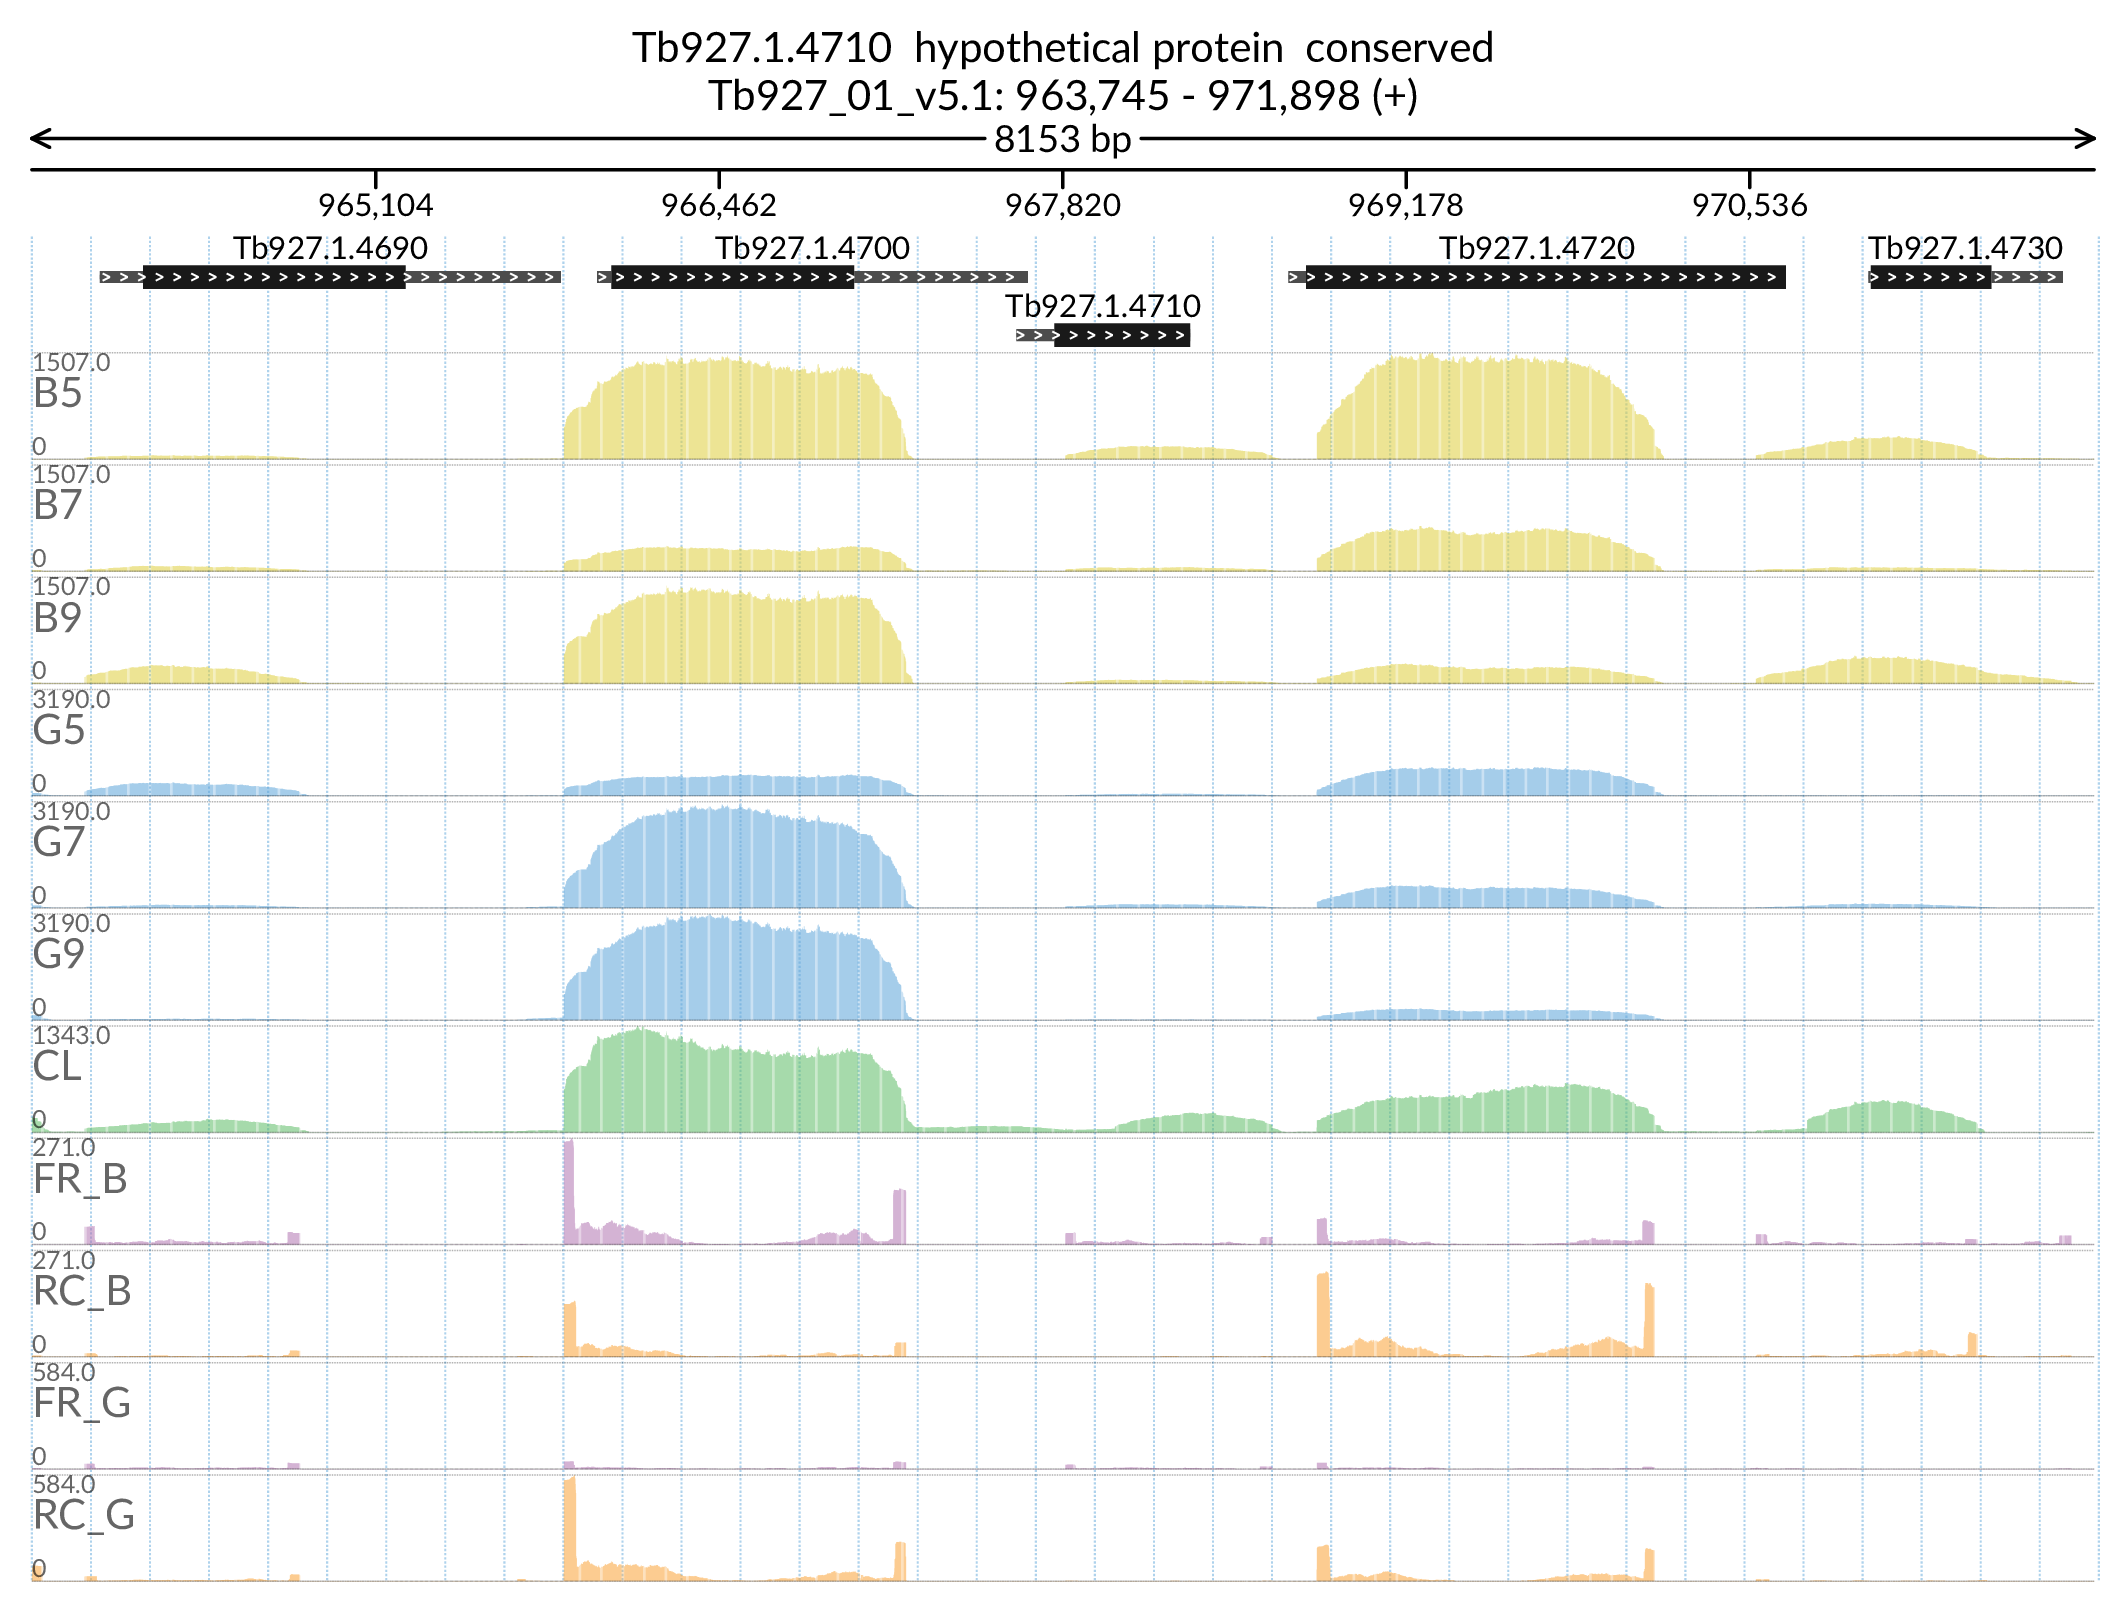 Tb927.1.4710  hypothetical protein  conserved
Tb927_01_v5.1: 963,745 - 971,898 (+)
8153 bp
965,104 966,462 967,820 969,178 970,536
Tb927.1.4690 Tb927.1.4700 Tb927.1.4720 Tb927.1.4730
Tb927.1.4710
1507.0
B5
0
1507.0
B7
0
1507.0
B9
0
3190.0
G5
0
3190.0
G7
0
3190.0
G9
0
1343.0
CL
0
271.0
FR_B
0
271.0
RC_B
0
584.0
FR_G
0
584.0
RC_G
0